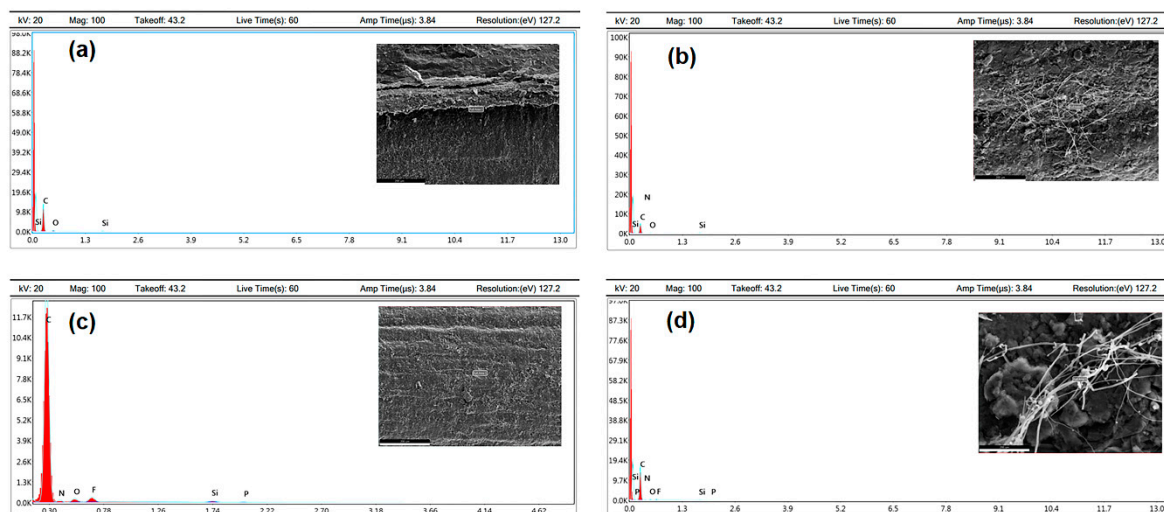 kV: 20 Mag: 100 Takeoff: 43.2 Live Time(s): 60 Amp Time(µs): 3.84 Resolution:(eV) 127.2
(a)
98.0K
88.2K
78.4K
68.6K
58.8K
49.0K
39.2K
29.4K
19.6K
9.8K
0.0K
C
Si O Si
0.0 1.3 2.6 3.9 5.2 6.5 7.8 9.1 10.4 11.7 13.0
kV: 20 Mag: 100 Takeoff: 43.2 Live Time(s): 60 Amp Time(µs): 3.84 Resolution:(eV) 127.2
(b)
100K
90K
80K
70K
60K
50K
40K
30K
20K
10K
0K
N
C
Si O Si
0.0 1.3 2.6 3.9 5.2 6.5 7.8 9.1 10.4 11.7 13.0
kV: 20 Mag: 100 Takeoff: 43.2 Live Time(s): 60 Amp Time(µs): 3.84 Resolution:(eV) 127.2
(c)
11.7K
10.4K
9.1K
7.8K
6.5K
5.2K
3.9K
2.6K
1.3K
0.0K
C
N O F Si P
0.30 0.78 1.26 1.74 2.22 2.70 3.18 3.66 4.14 4.62
kV: 20 Mag: 100 Takeoff: 43.2 Live Time(s): 60 Amp Time(µs): 3.84 Resolution:(eV) 127.2
(d)
87.3K
77.6K
67.9K
58.2K
48.5K
38.8K
29.1K
19.4K
9.7K
0.0K
C
Si N
P O F Si P
0.0 1.3 2.6 3.9 5.2 6.5 7.8 9.1 10.4 11.7 13.0